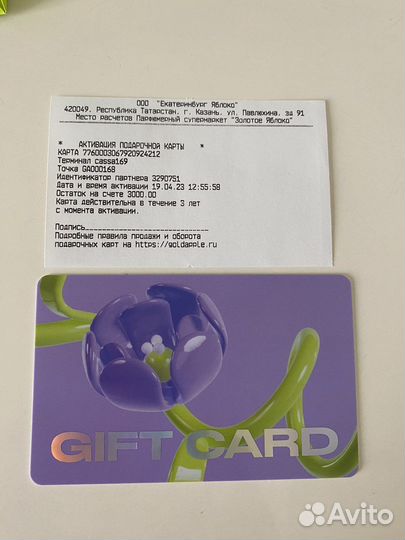 ООО "Екатеринбург Яблоко"
420049, Республика Татарстан, г. Казань, ул. Павлюхина, зд 91
Место расчетов Парфюмерный супермаркет "Золотое Яблоко"
* АКТИВАЦИЯ ПОДАРОЧНОЙ КАРТЫ *
КАРТА 7760003067920924212
Терминал cassa169
Точка GA000168
Идентификатор партнера 3290751
Дата и время активации 19.04.23 12:55:58
Остаток на счете 3000.00
Карта действительна в течение 3 лет
с момента активации.
Подпись
Подробные правила продажи и оборота
подарочных карт на https://goldapple.ru
GIFT CARD
Avito